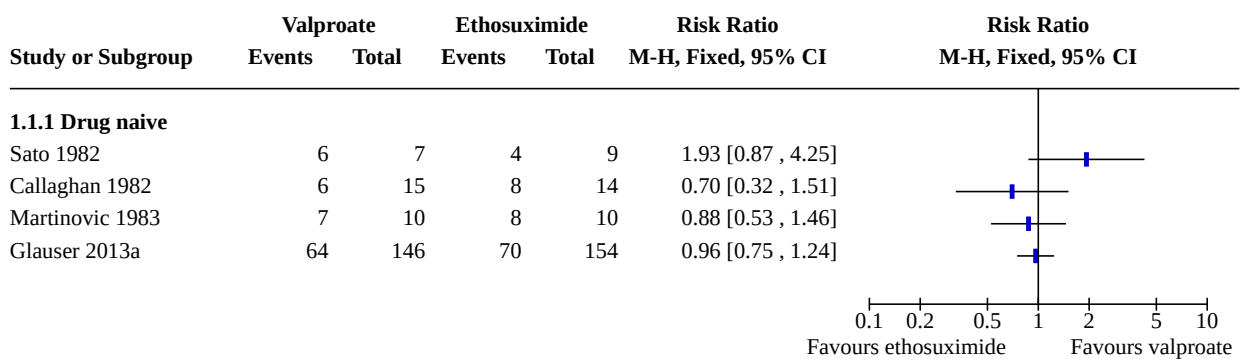 Valproate Ethosuximide Risk Ratio Risk Ratio
Study or Subgroup Events Total Events Total M-H, Fixed, 95% CI M-H, Fixed, 95% CI
1.1.1 Drug naive
Sato 1982 6 7 4 9 1.93 [0.87 , 4.25]
Callaghan 1982 6 15 8 14 0.70 [0.32 , 1.51]
Martinovic 1983 7 10 8 10 0.88 [0.53 , 1.46]
Glauser 2013a 64 146 70 154 0.96 [0.75 , 1.24]
0.1 0.2 0.5 1 2 5 10
Favours ethosuximide Favours valproate